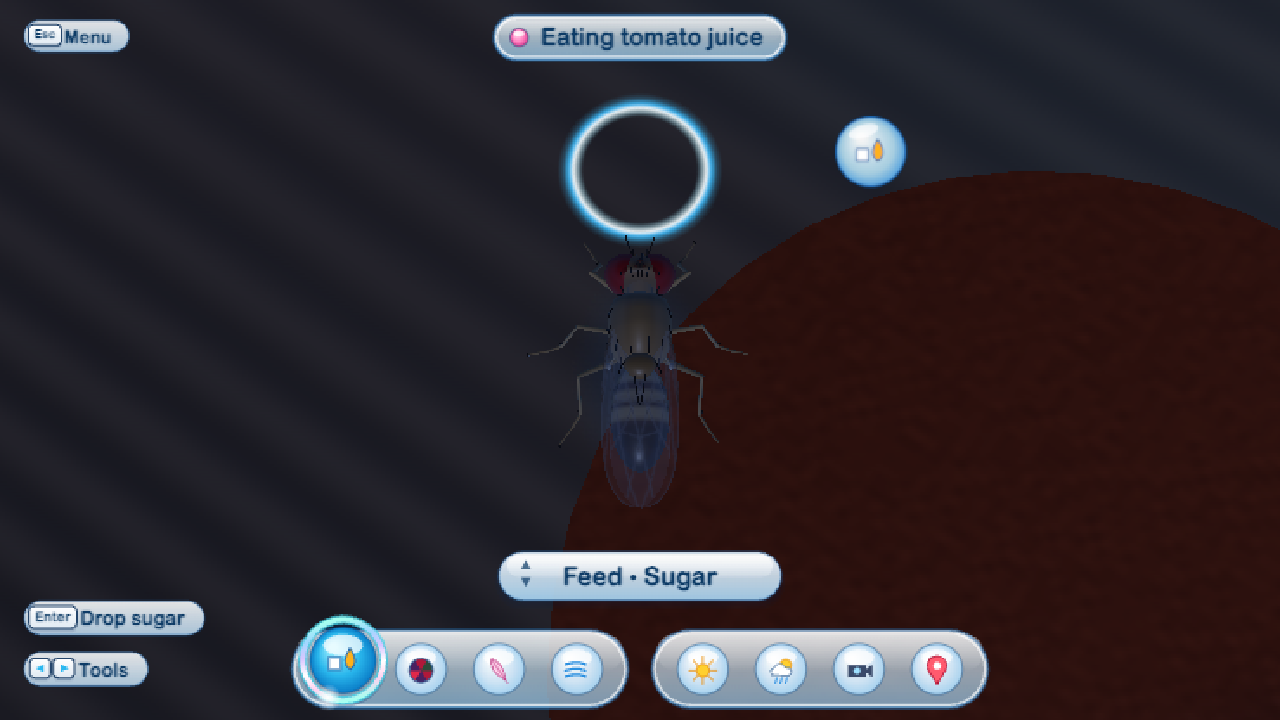 Esc Menu
Eating tomato juice
Feed • Sugar
Enter Drop sugar
Tools